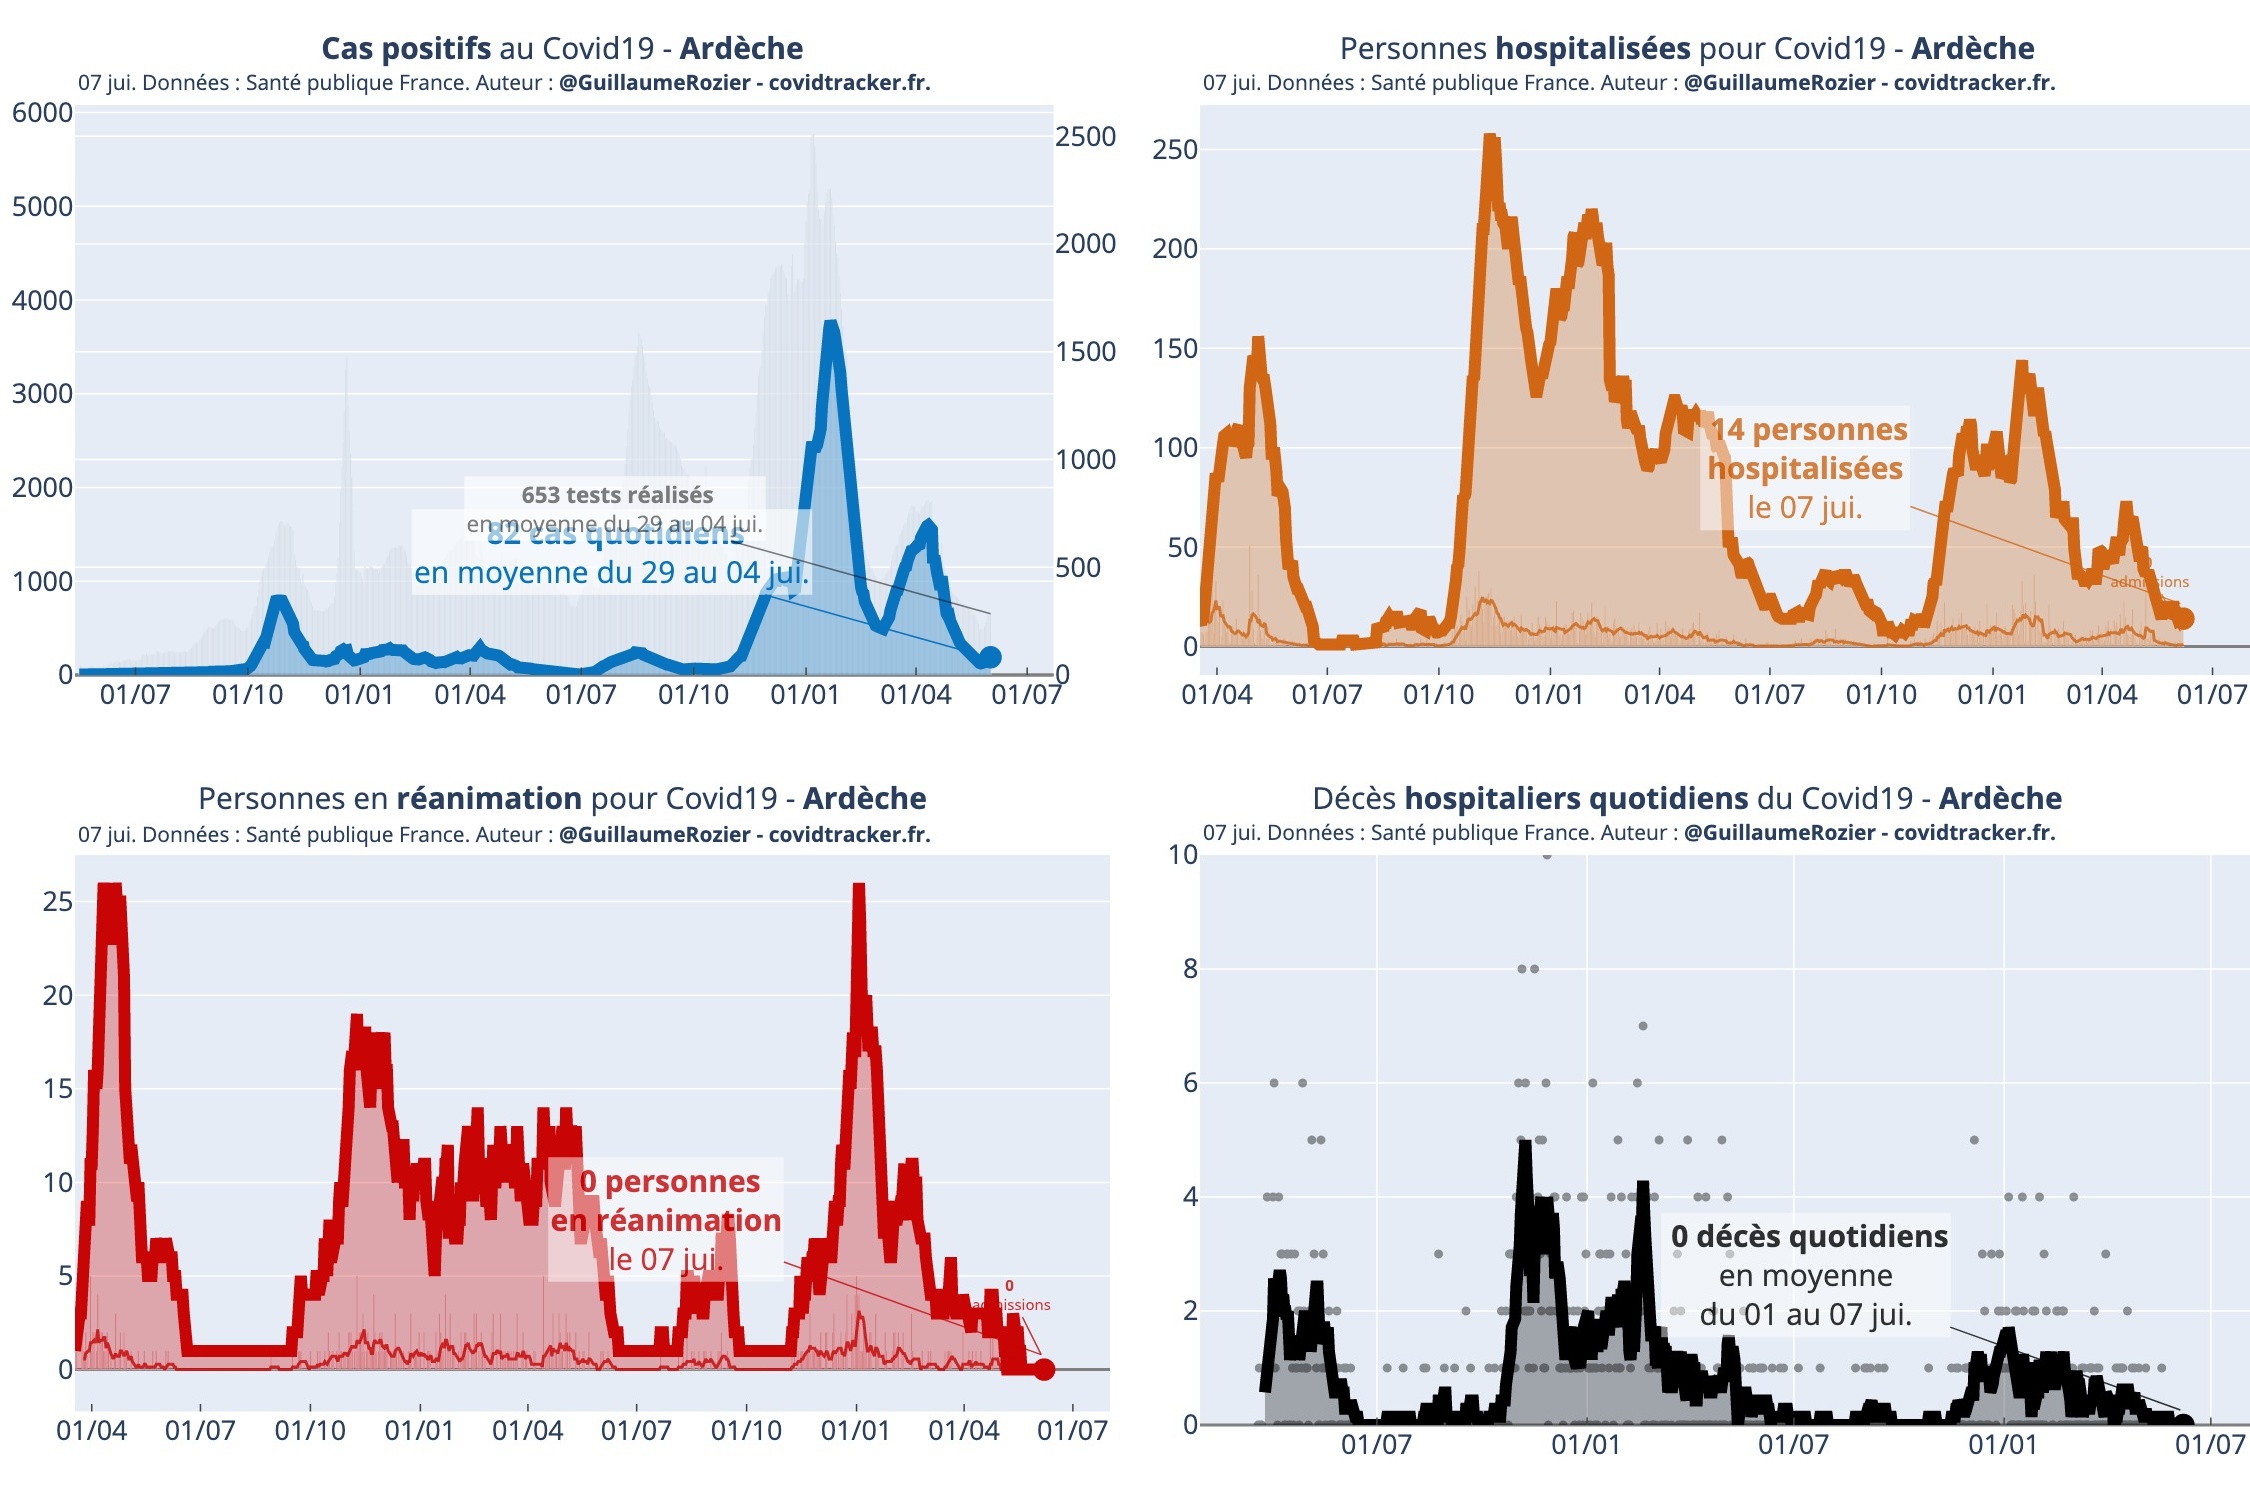 Cas positifs au Covid19 - Ardèche
07 jui. Données : Santé publique France. Auteur : @GuillaumeRozier - covidtracker.fr.
6000
5000
4000
3000
2000
1000
0
2500
2000
1500
1000
500
0
653 tests réalisés
en moyenne du 29 au 04 jui.
82 cas quotidiens
en moyenne du 29 au 04 jui.
01/07 01/10 01/01 01/04 01/07 01/10 01/01 01/04 01/07
Personnes hospitalisées pour Covid19 - Ardèche
07 jui. Données : Santé publique France. Auteur : @GuillaumeRozier - covidtracker.fr.
250
200
150
100
50
0
14 personnes
hospitalisées
le 07 jui.
0
admissions
01/04 01/07 01/10 01/01 01/04 01/07 01/10 01/01 01/04 01/07
Personnes en réanimation pour Covid19 - Ardèche
07 jui. Données : Santé publique France. Auteur : @GuillaumeRozier - covidtracker.fr.
25
20
15
10
5
0
0 personnes
en réanimation
le 07 jui.
0
admissions
01/04 01/07 01/10 01/01 01/04 01/07 01/10 01/01 01/04 01/07
Décès hospitaliers quotidiens du Covid19 - Ardèche
07 jui. Données : Santé publique France. Auteur : @GuillaumeRozier - covidtracker.fr.
10
8
6
4
2
0
0 décès quotidiens
en moyenne
du 01 au 07 jui.
01/07 01/01 01/07 01/01 01/07